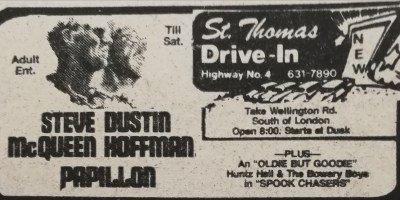 Adult
Ent.
Till
Sat.
STEVE DUSTIN
McQUEEN HOFFMAN
PAPILLON
St. Thomas
Drive-In
Highway No. 4 631-7890
NEW
Take Wellington Rd.
South of London
Open 8:00; Starts at Dusk
—PLUS—
An "OLDIE BUT GOODIE"
Huntz Hall & The Bowery Boys
in "SPOOK CHASERS"